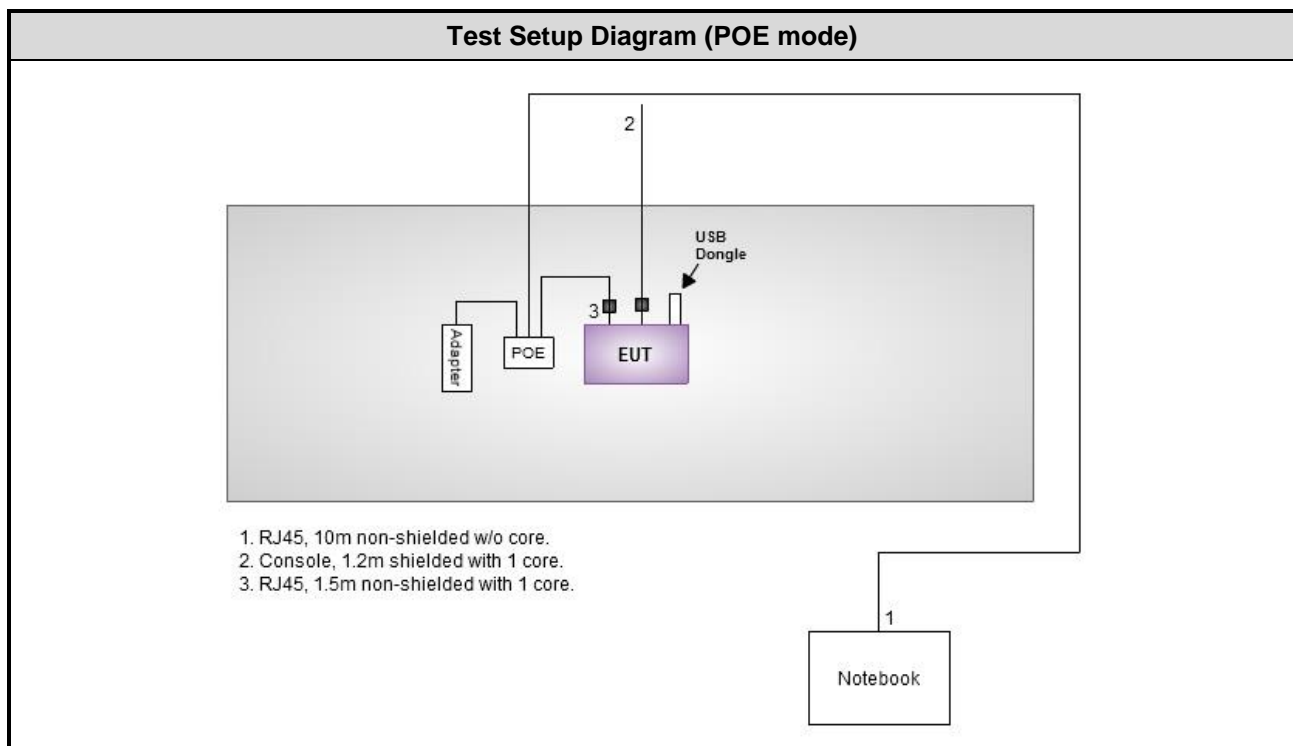 Test Setup Diagram (POE mode)
2
USB
Dongle
3
Adapter
POE
EUT
1. RJ45, 10m non-shielded w/o core.
2. Console, 1.2m shielded with 1 core.
3. RJ45, 1.5m non-shielded with 1 core.
1
Notebook